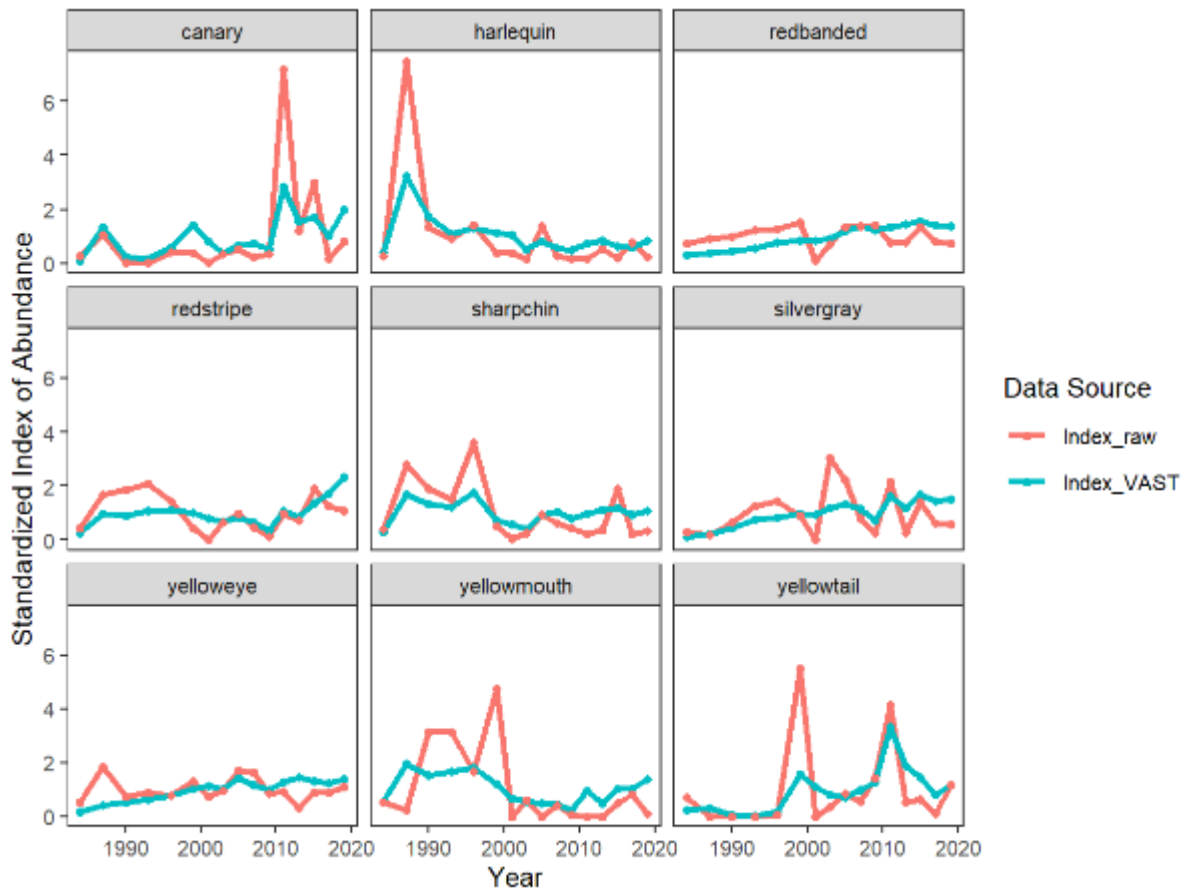 canary harlequin redbanded
6
4
2
0
redstripe sharpchin silvergray
6
4
2
0
yelloweye yellowmouth yellowtail
6
4
2
0
1990 2000 2010 2020 1990 2000 2010 2020 1990 2000 2010 2020
Year
Standardized Index of Abundance
Data Source
Index_raw
Index_VAST